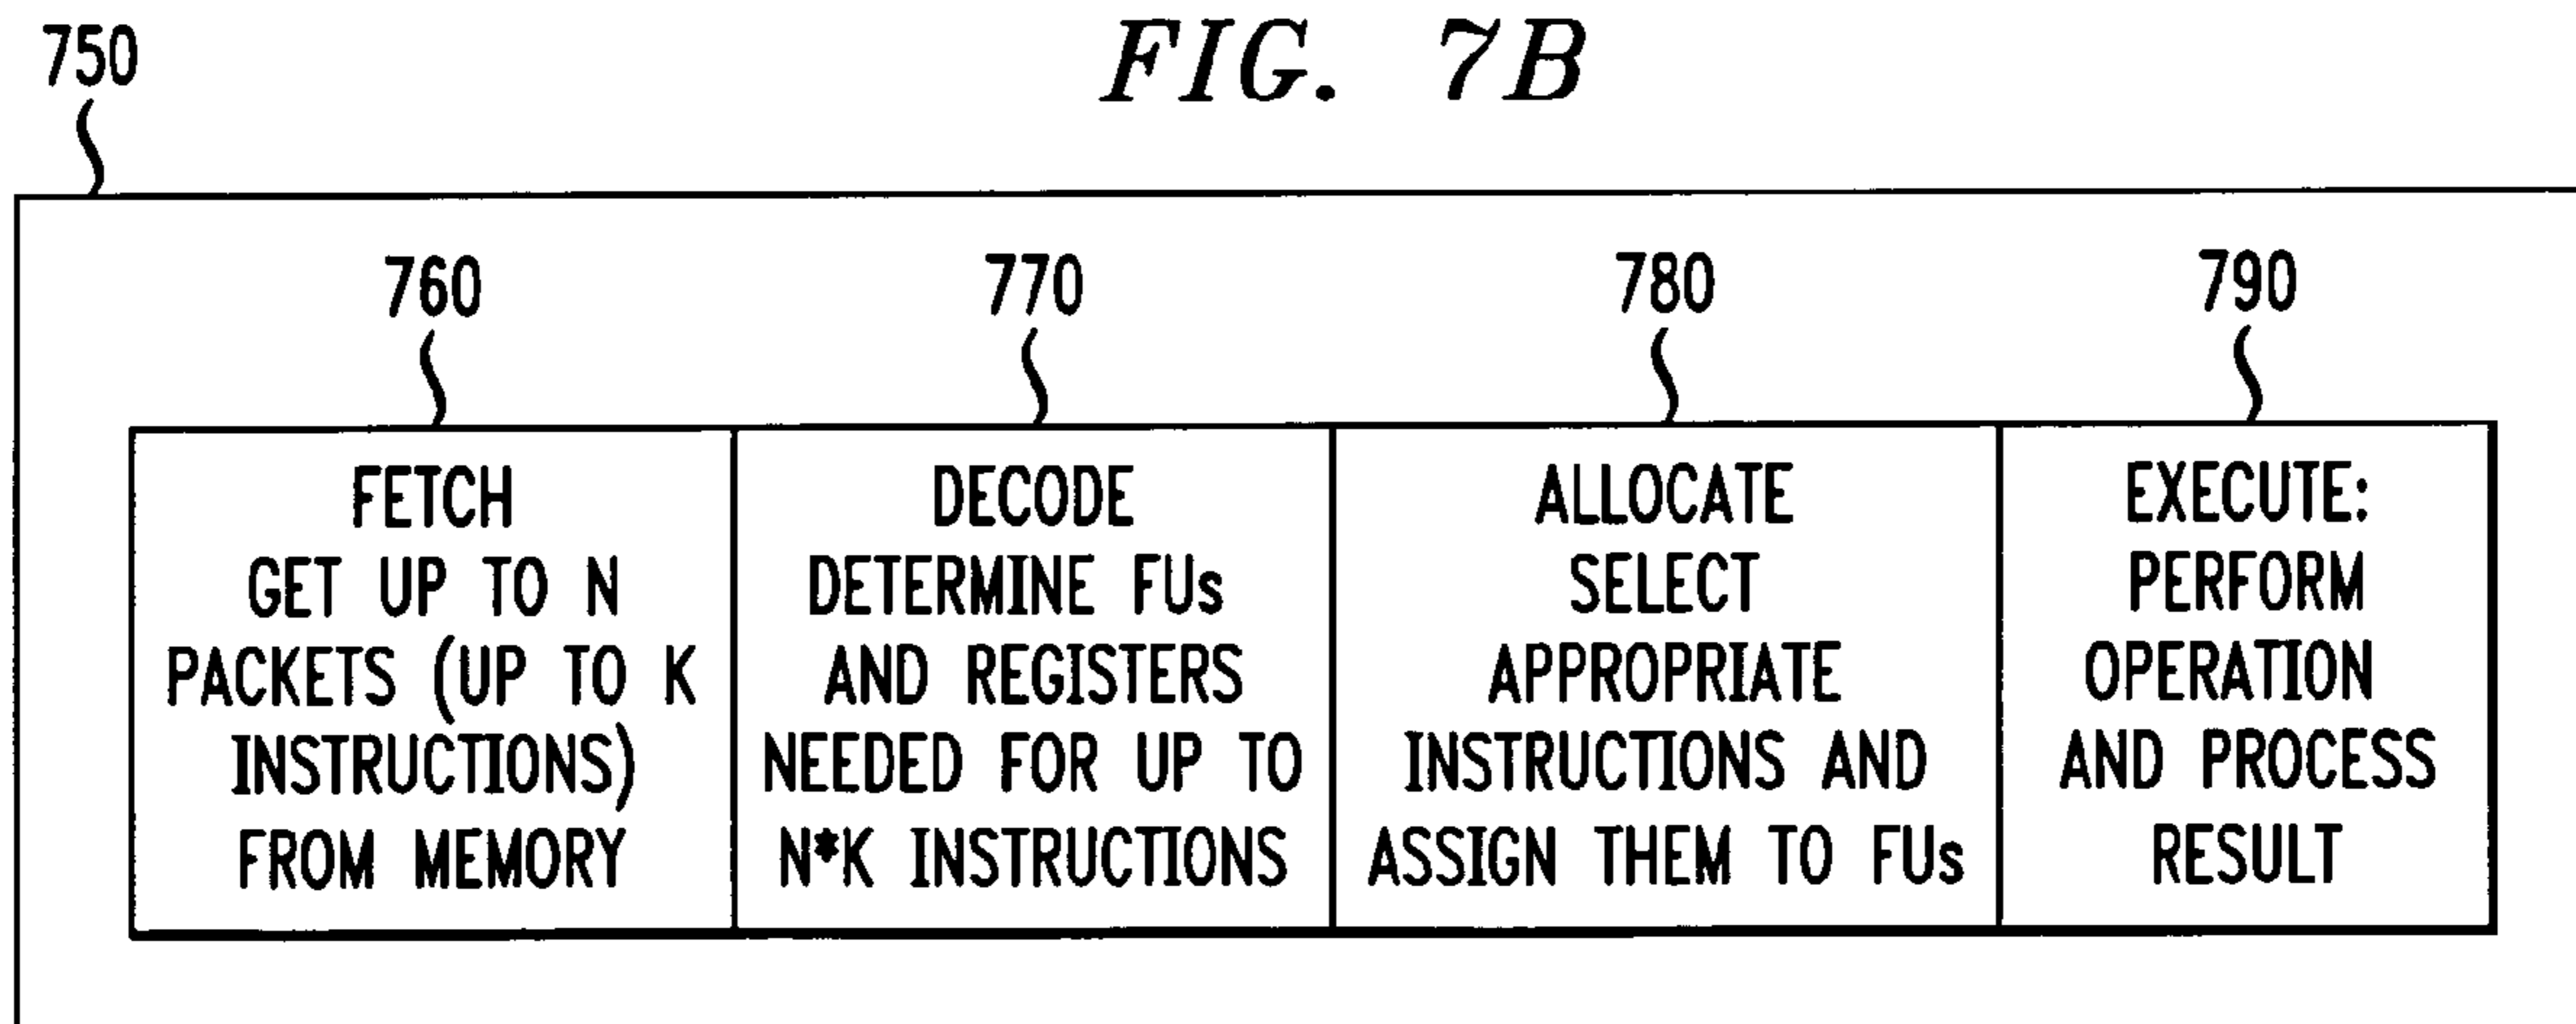 FIG. 7B
750
760
770
780
790
FETCH
GET UP TO N
PACKETS (UP TO K
INSTRUCTIONS)
FROM MEMORY
DECODE
DETERMINE FUs
AND REGISTERS
NEEDED FOR UP TO
N*K INSTRUCTIONS
ALLOCATE
SELECT
APPROPRIATE
INSTRUCTIONS AND
ASSIGN THEM TO FUs
EXECUTE:
PERFORM
OPERATION
AND PROCESS
RESULT